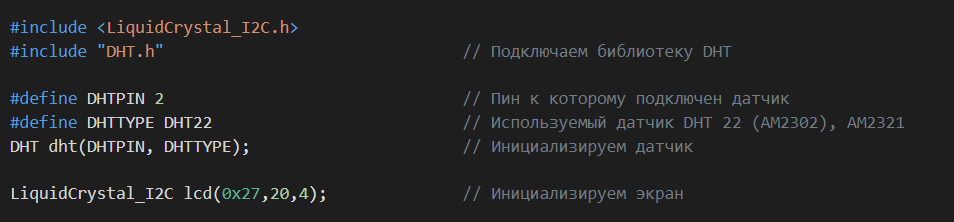 #include <LiquidCrystal_I2C.h>
#include "DHT.h" // Подключаем библиотеку DHT
#define DHTPIN 2 // Пин к которому подключен датчик
#define DHTTYPE DHT22 // Используемый датчик DHT 22 (AM2302), AM2321
DHT dht(DHTPIN, DHTTYPE); // Инициализируем датчик
LiquidCrystal_I2C lcd(0x27,20,4); // Инициализируем экран